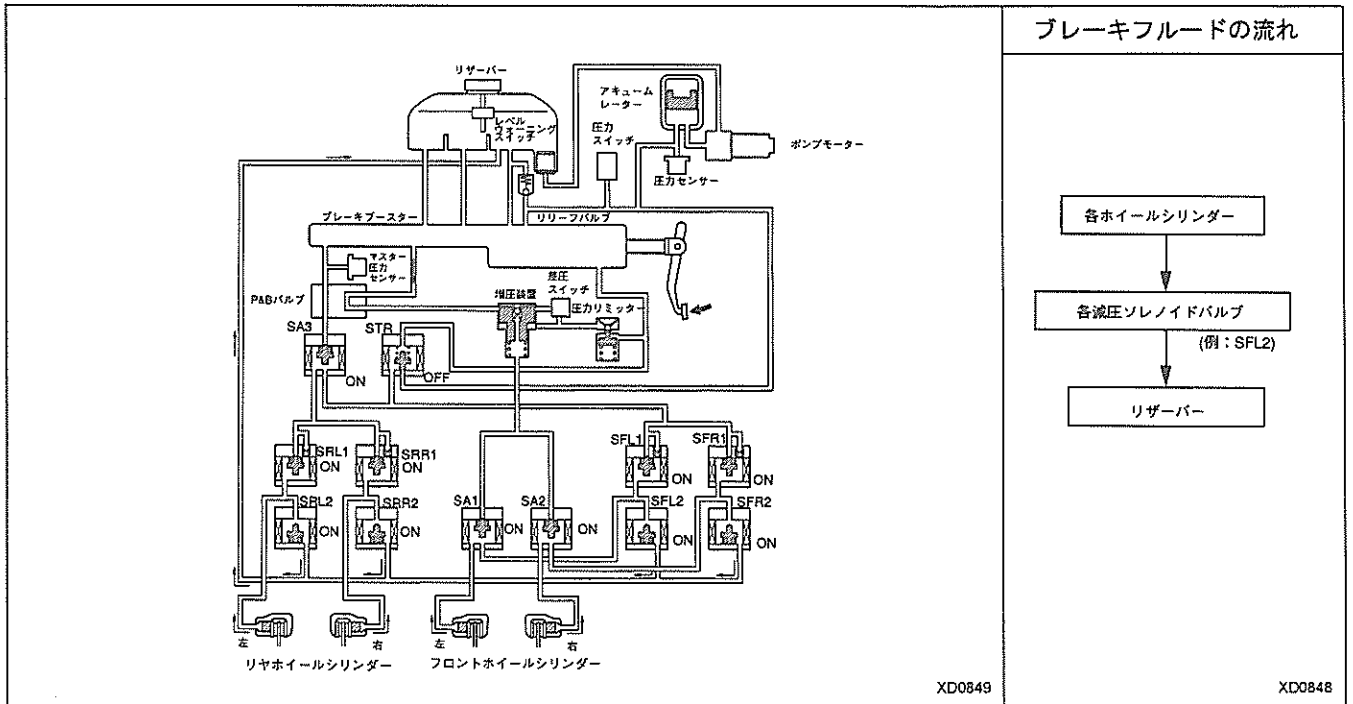 ブレーキフルードの流れ
リザーバー
レベル
ウォーニング
スイッチ
アキューム
レーター
圧力
スイッチ
ポンプモーター
圧力センサー
ブレーキブースター
リリーフバルブ
マスター
圧力
センサー
P&Bバルブ
増圧装置
差圧
スイッチ
圧力リミッター
SA3
ON
STR
OFF
SRL1
ON
SRR1
ON
SFL1
ON
SFR1
ON
SRL2
ON
SRR2
ON
SA1
ON
SA2
ON
SFL2
ON
SFR2
ON
左
右
リヤホイールシリンダー
左
右
フロントホイールシリンダー
XD0849
各ホイールシリンダー
各減圧ソレノイドバルブ
(例：SFL2)
リザーバー
XD0848